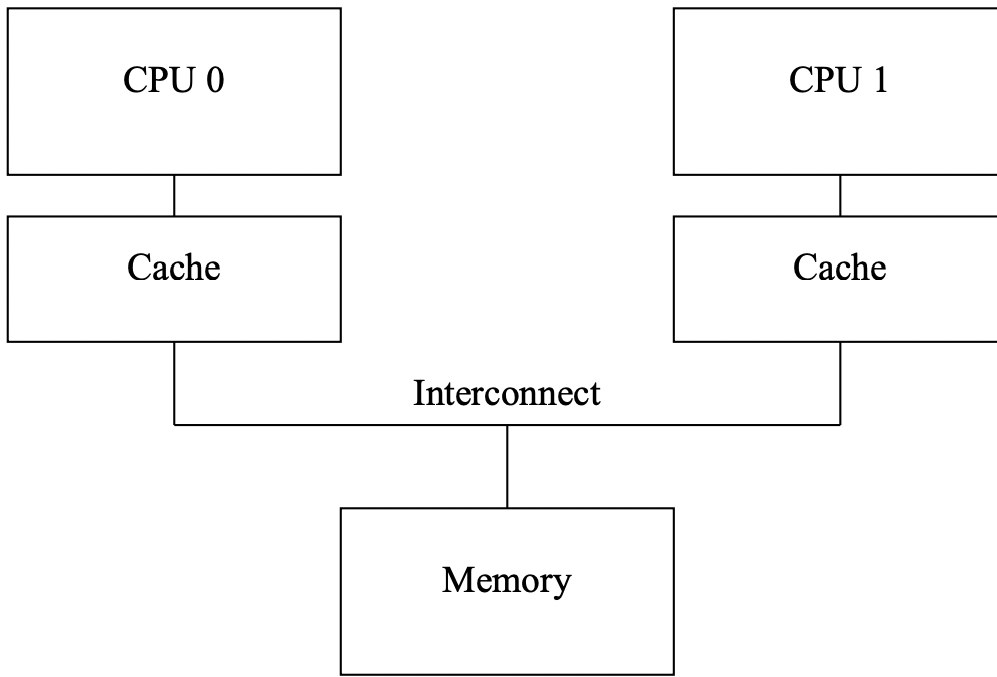 CPU 0
CPU 1
Cache
Cache
Interconnect
Memory